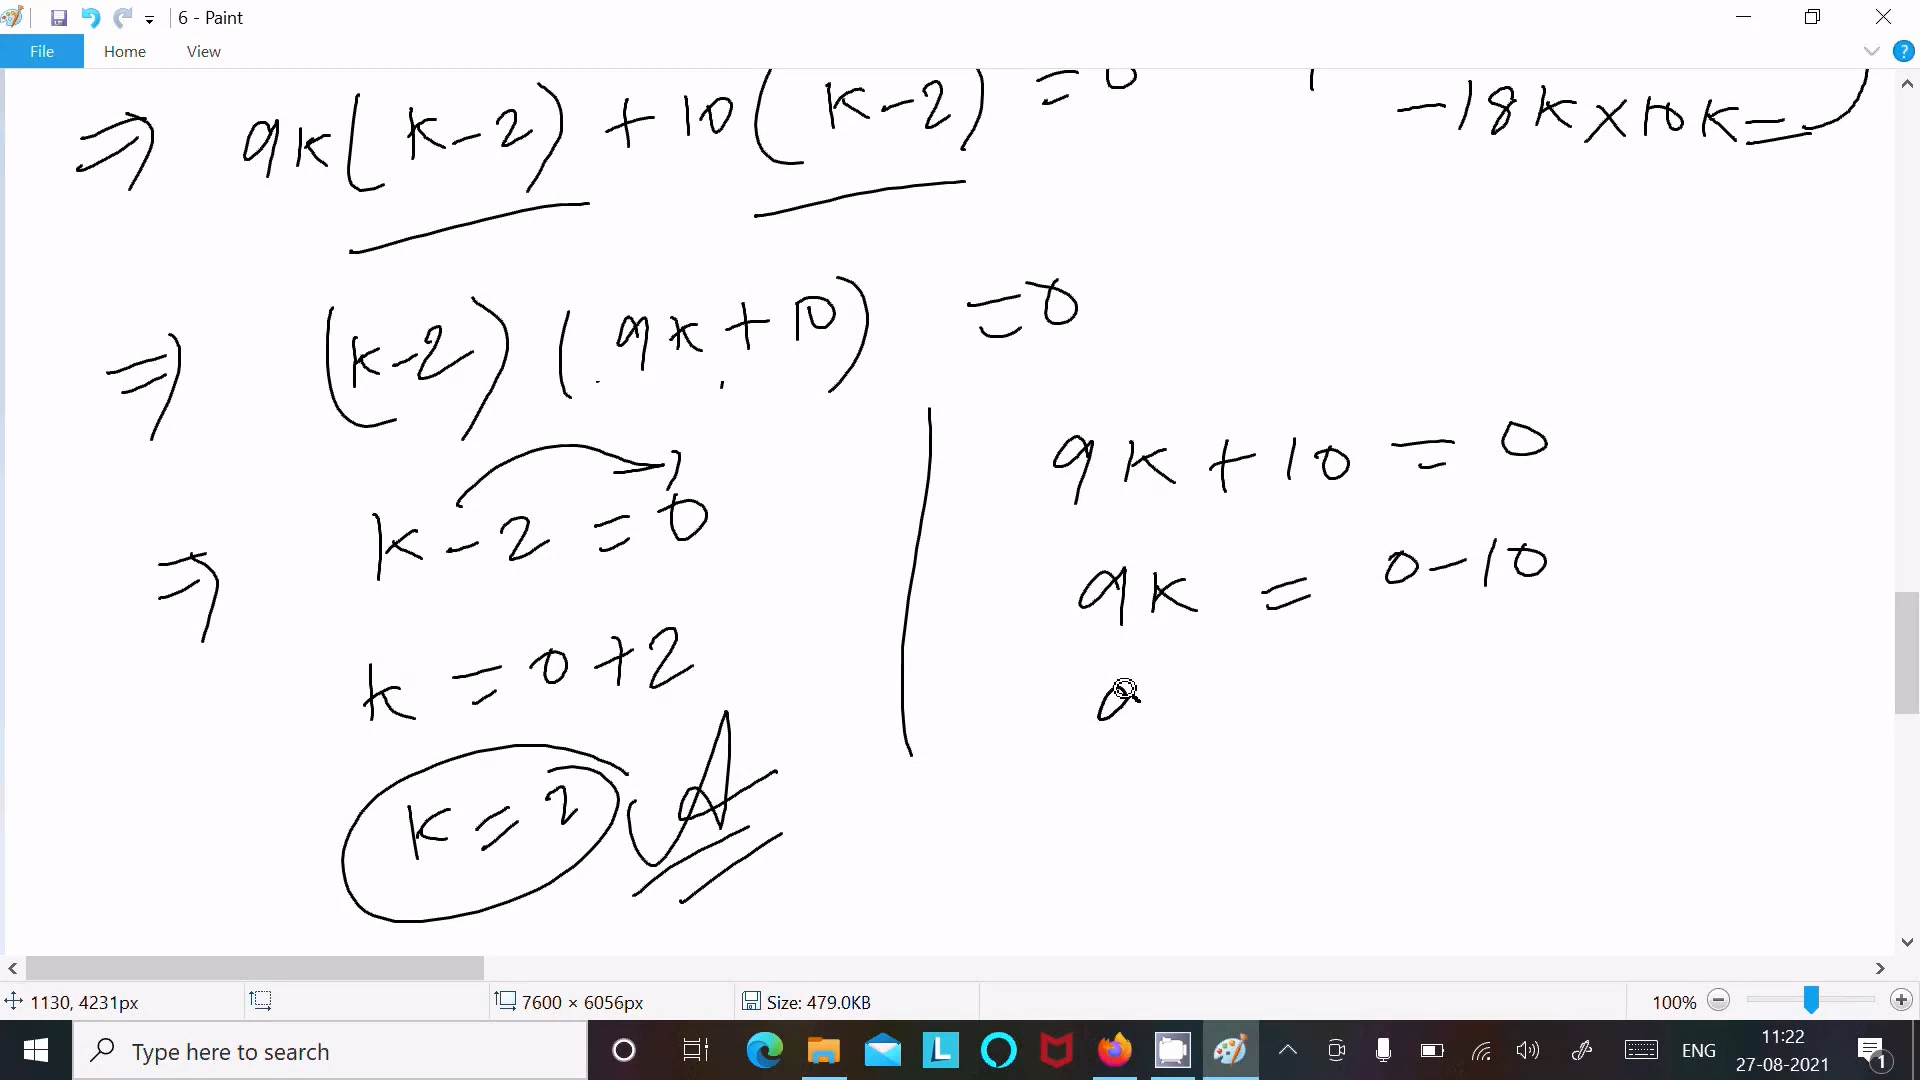 6 - Paint
File Home View
⇒ 9k(k-2) + 10(k-2) = 0
-18k×10k=
⇒ (k-2) (9k+10) = 0
⇒ k-2 = 0
k = 0+2
k = 2
9k+10 = 0
9k = 0-10
9
1130, 4231px 7600 × 6056px Size: 479.0KB 100%
Type here to search
ENG
11:22
27-08-2021
1